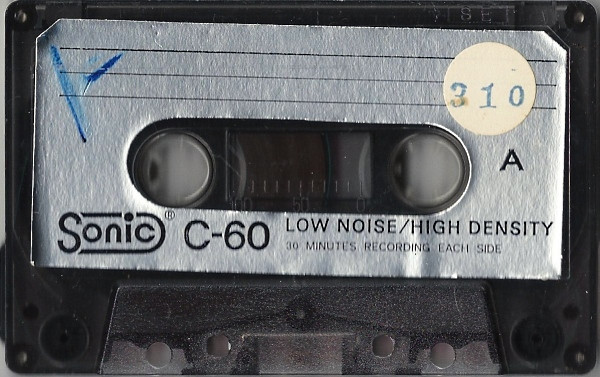 310
A
Sonic® C-60 LOW NOISE/HIGH DENSITY
30 MINUTES RECORDING EACH SIDE